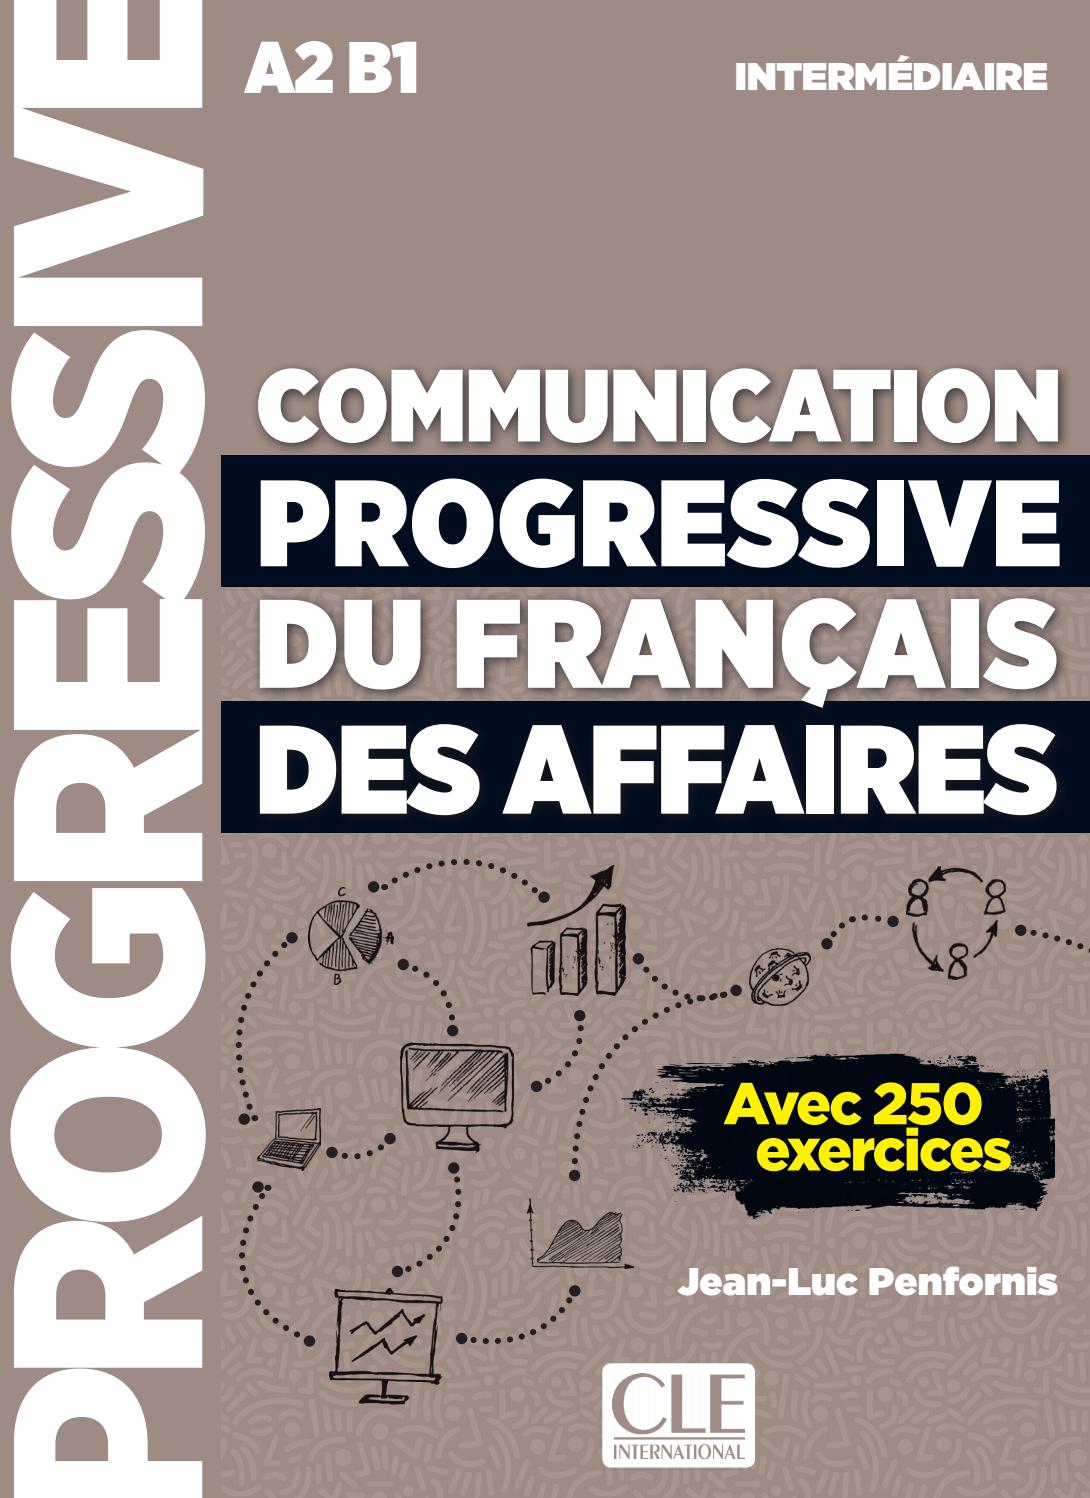 PROGRESSIVE
A2 B1
INTERMÉDIAIRE
COMMUNICATION
PROGRESSIVE
DU FRANÇAIS
DES AFFAIRES
C
A
B
Avec 250
exercices
Jean-Luc Penfornis
CLE
INTERNATIONAL